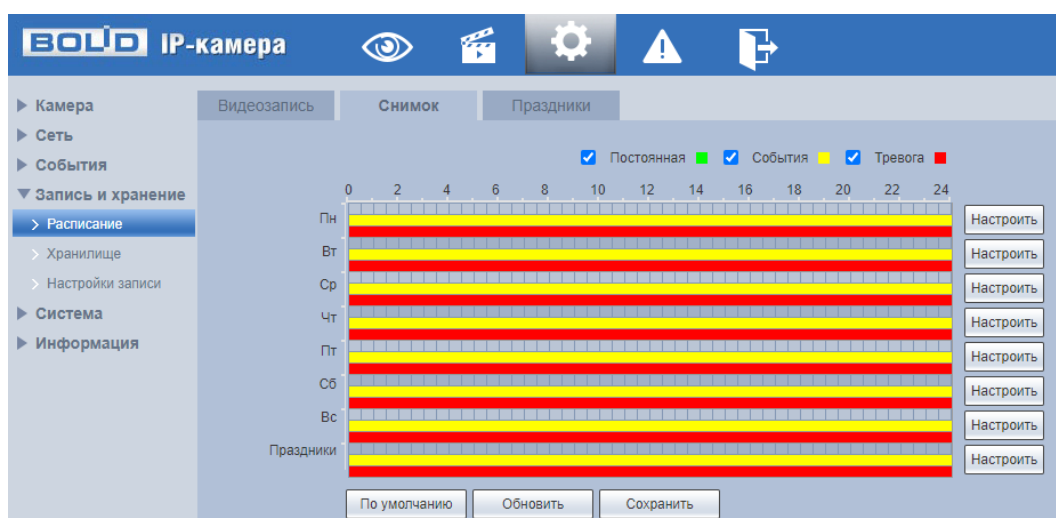 BOLID IP-камера
Камера
Сеть
События
Запись и хранение
Расписание
Хранилище
Настройки записи
Система
Информация
Видеозапись Снимок Праздники
Постоянная События Тревога
0 2 4 6 8 10 12 14 16 18 20 22 24
Пн Настроить
Вт Настроить
Ср Настроить
Чт Настроить
Пт Настроить
Сб Настроить
Вс Настроить
Праздники Настроить
По умолчанию Обновить Сохранить